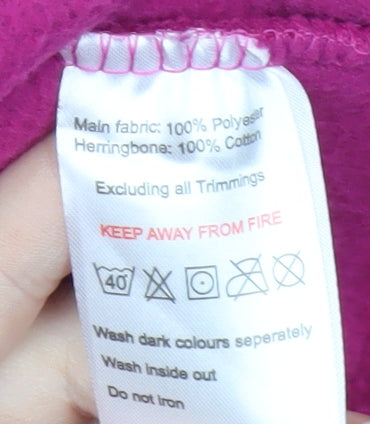 Main fabric: 100% Polyester
Herringbone: 100% Cotton
Excluding all Trimmings
KEEP AWAY FROM FIRE
40
Wash dark colours seperately
Wash inside out
Do not iron